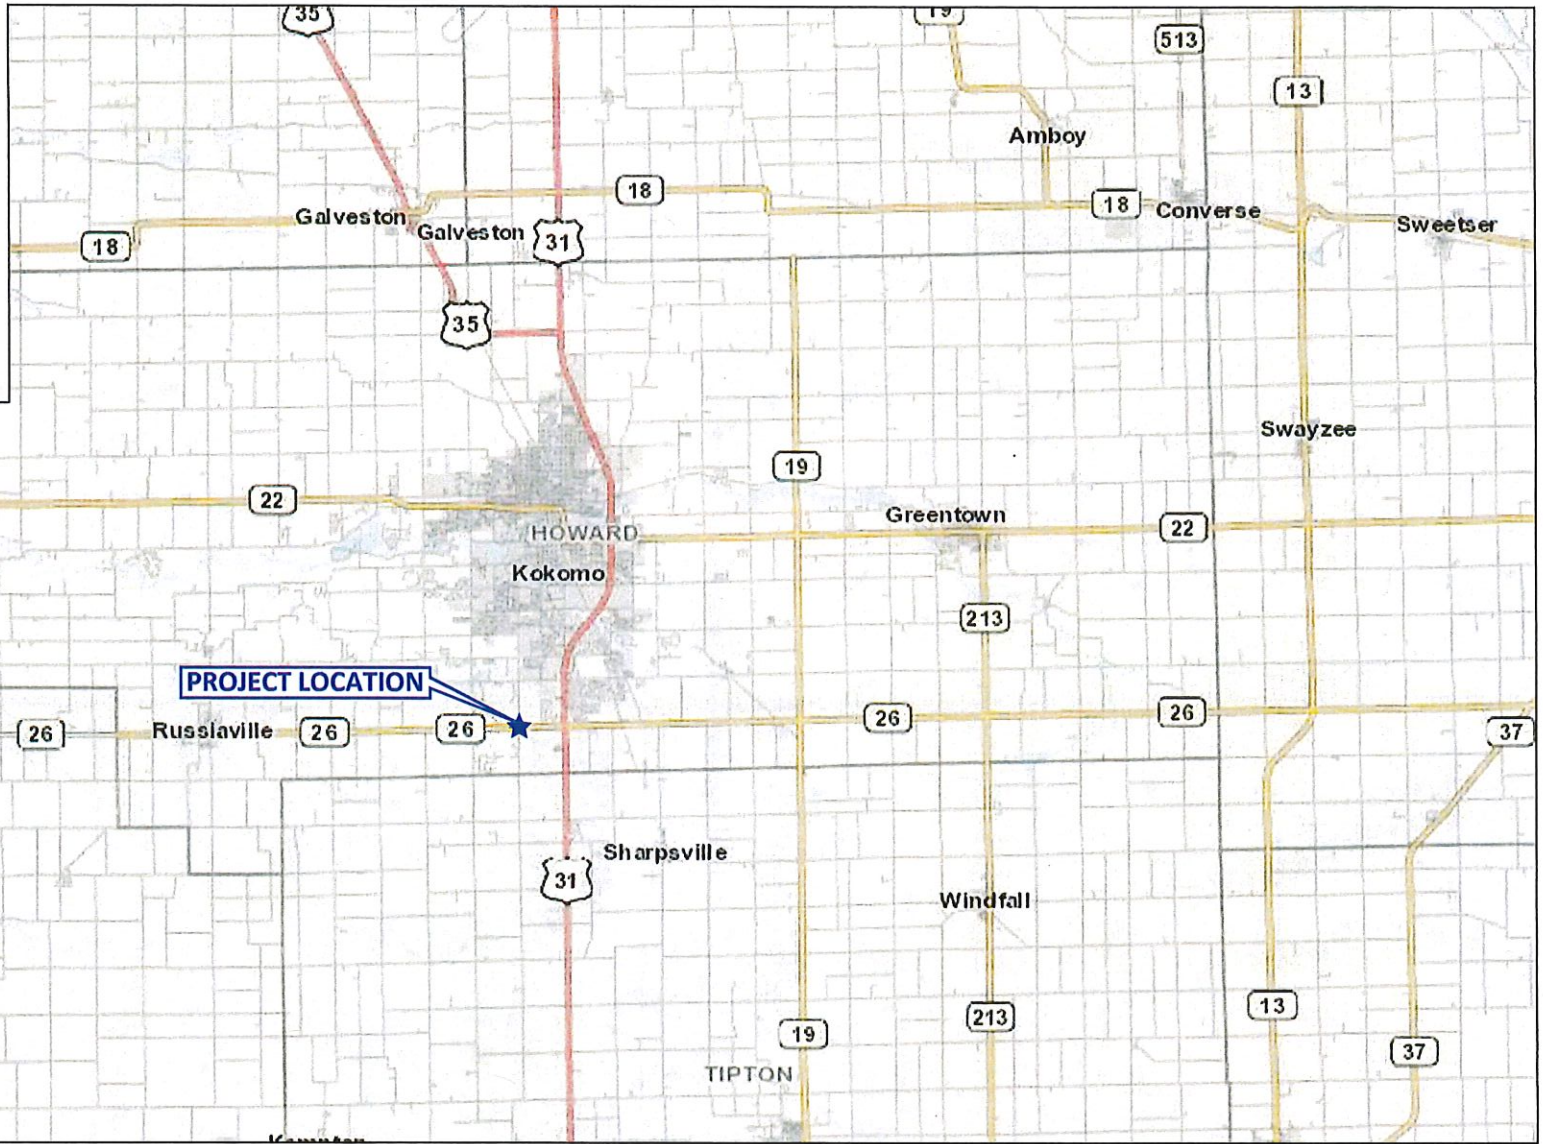 35
19
513
13
Amboy
18
18
Converse
Galveston
Sweetser
Galveston
31
18
35
Swayzee
19
22
Greentown
22
HOWARD
Kokomo
213
PROJECT LOCATION
26
26
26
Russiaville
26
26
37
26
Sharpsville
31
Windfall
13
213
19
37
TIPTON
Kempton